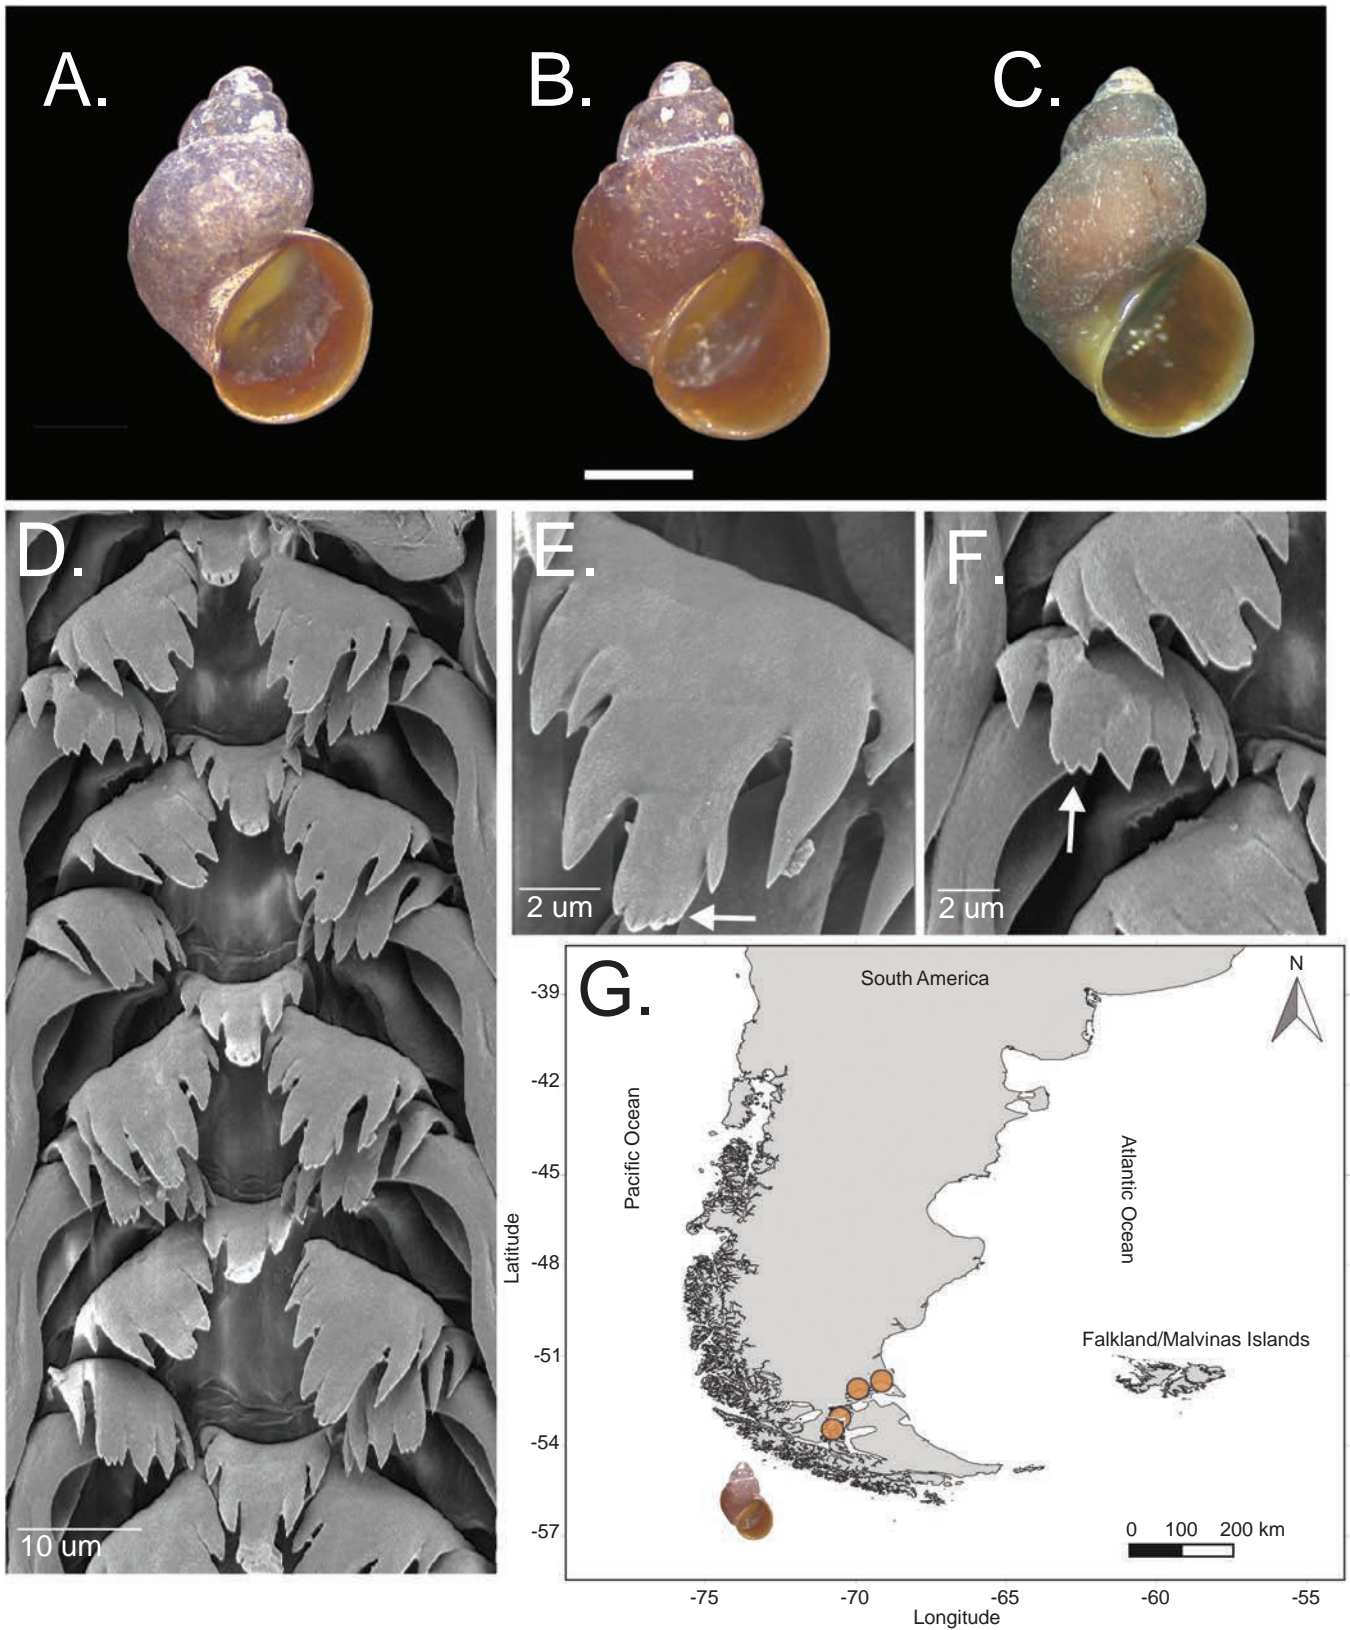 A.
B.
C.
D.
E.
F.
2 um
2 um
10 um
G.
South America
N
-39
-42
-45
-48
-51
-54
-57
Latitude
Pacific Ocean
Atlantic Ocean
Falkland/Malvinas Islands
0 100 200 km
-75 -70 -65 -60 -55
Longitude